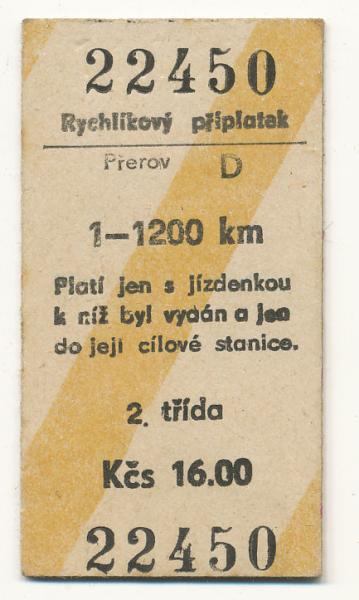 22450
Rychlíkový příplatek
Přerov D
1-1200 km
Platí jen s jízdenkou
k níž byl vydán a jen
do její cílové stanice.
2. třída
Kčs 16.00
22450